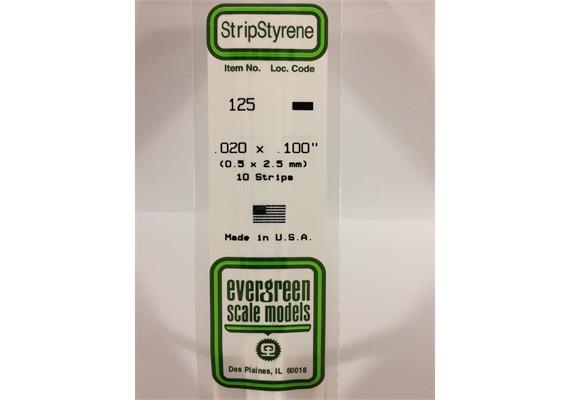 StripStyrene
Item No. Loc. Code
125
.020 x .100"
(0.5 x 2.5 mm)
10 Strips
Made in U.S.A.
evergreen
scale models
Des Plaines, IL 60018